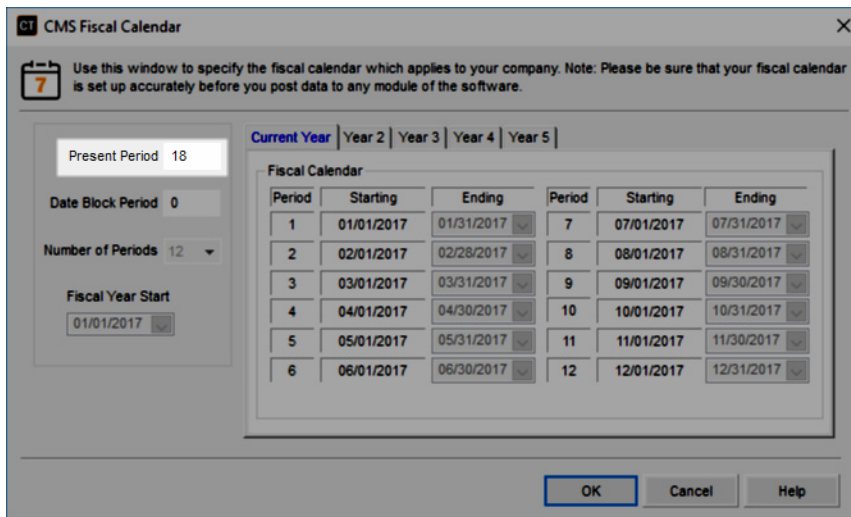 CT CMS Fiscal Calendar
7
Use this window to specify the fiscal calendar which applies to your company. Note: Please be sure that your fiscal calendar
is set up accurately before you post data to any module of the software.
Present Period 18
Date Block Period 0
Number of Periods 12
Fiscal Year Start
01/01/2017
Current Year Year 2 Year 3 Year 4 Year 5
Fiscal Calendar
Period Starting Ending Period Starting Ending
1 01/01/2017 01/31/2017 7 07/01/2017 07/31/2017
2 02/01/2017 02/28/2017 8 08/01/2017 08/31/2017
3 03/01/2017 03/31/2017 9 09/01/2017 09/30/2017
4 04/01/2017 04/30/2017 10 10/01/2017 10/31/2017
5 05/01/2017 05/31/2017 11 11/01/2017 11/30/2017
6 06/01/2017 06/30/2017 12 12/01/2017 12/31/2017
OK Cancel Help